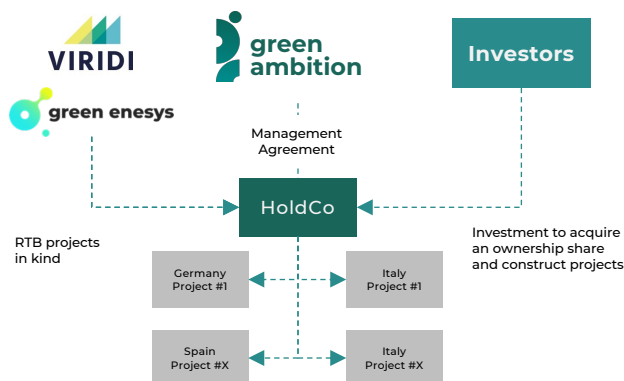 VIRIDI
green enesys
green
ambition
Investors
Management
Agreement
HoldCo
RTB projects
in kind
Investment to acquire
an ownership share
and construct projects
Germany
Project #1
Italy
Project #1
Spain
Project #X
Italy
Project #X